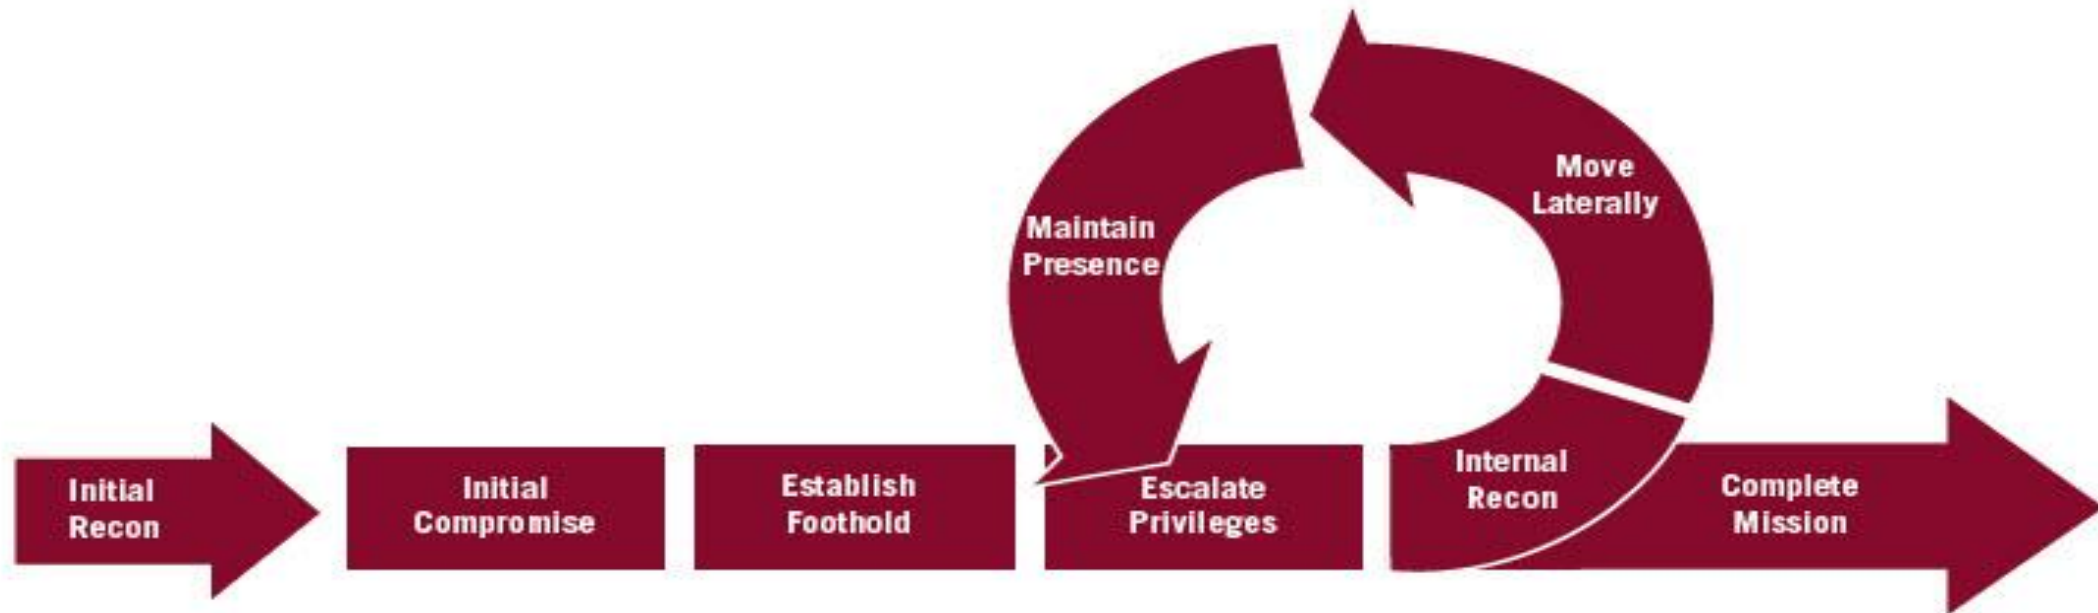 Initial
Recon
Initial
Compromise
Establish
Foothold
Escalate
Privileges
Internal
Recon
Move
Laterally
Maintain
Presence
Complete
Mission